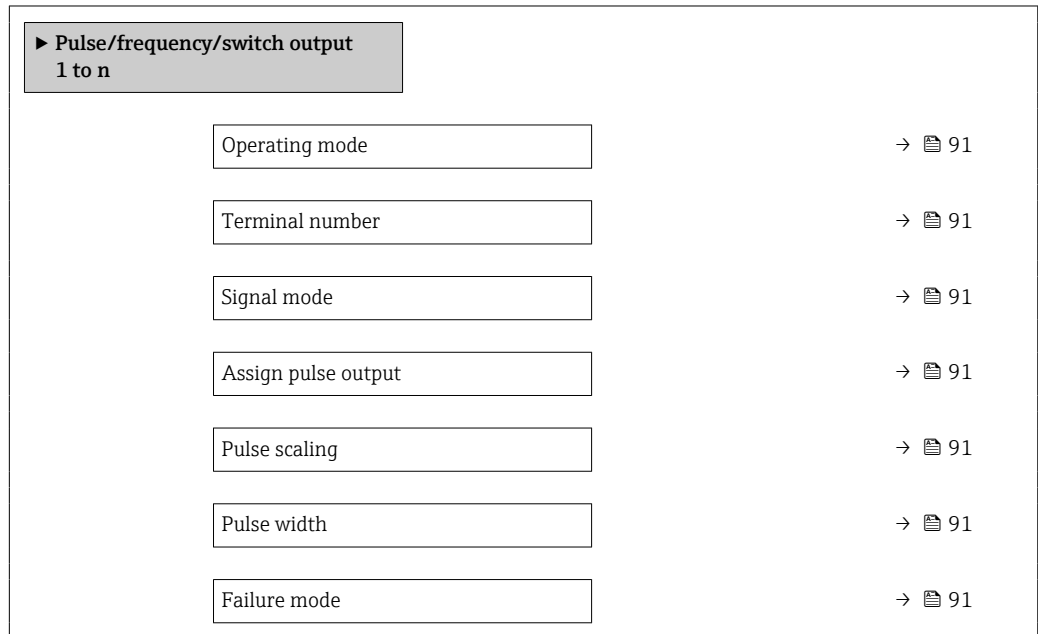 ► Pulse/frequency/switch output
1 to n
Operating mode → 91
Terminal number → 91
Signal mode → 91
Assign pulse output → 91
Pulse scaling → 91
Pulse width → 91
Failure mode → 91